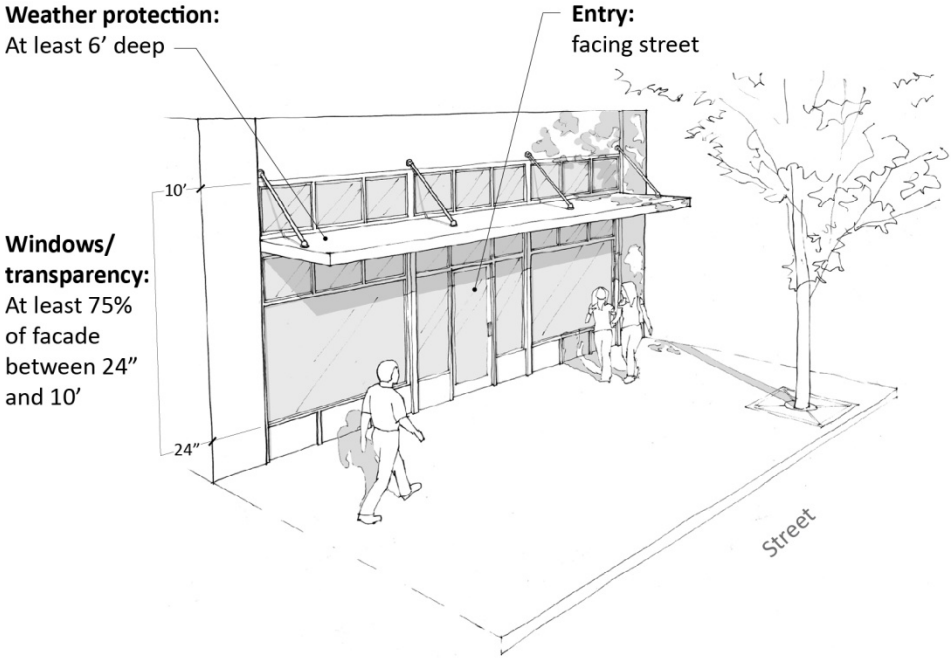 Weather protection:
At least 6’ deep
Entry:
facing street
10’
Windows/
transparency:
At least 75%
of facade
between 24”
and 10’
24”
Street